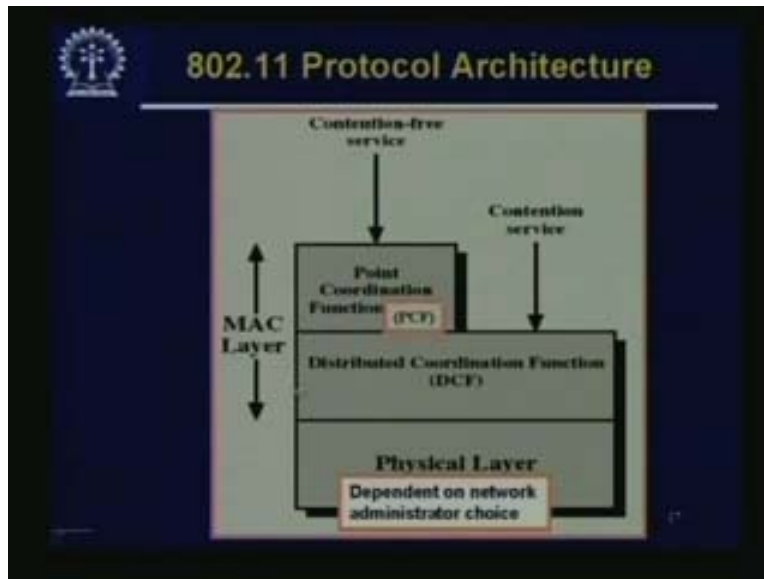 802.11 Protocol Architecture
Contention-free
service
Contention
service
Point
Coordination
Function
(PCF)
MAC
Layer
Distributed Coordination Function
(DCF)
Physical Layer
Dependent on network
administrator choice